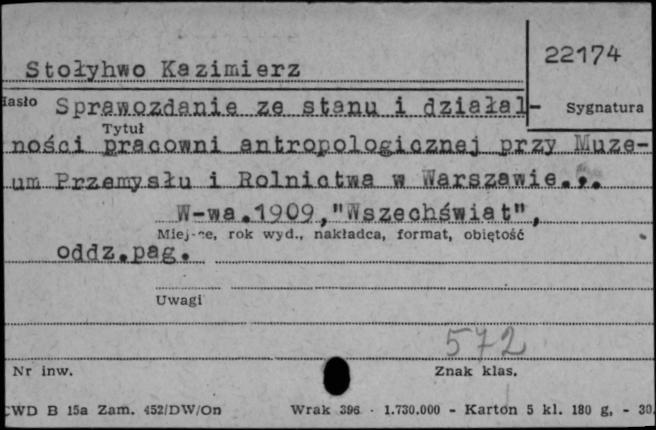 22174
Stołyhwo Kazimierz
Hasło Sprawozdanie ze stanu i działal- Sygnatura
Tytuł
ności pracowni antropologicznej przy Muze-
um Przemysłu i Rolnictwa w Warszawie...
W-wa.1909,"Wszechświat",
Miejsce, rok wyd., nakładca, format, objętość
oddz.pag.
Uwagi
572
Nr inw. Znak klas.
CWD B 15a Zam. 452/DW/On Wrak 396 - 1.730.000 - Karton 5 kl. 180 g, - 30.